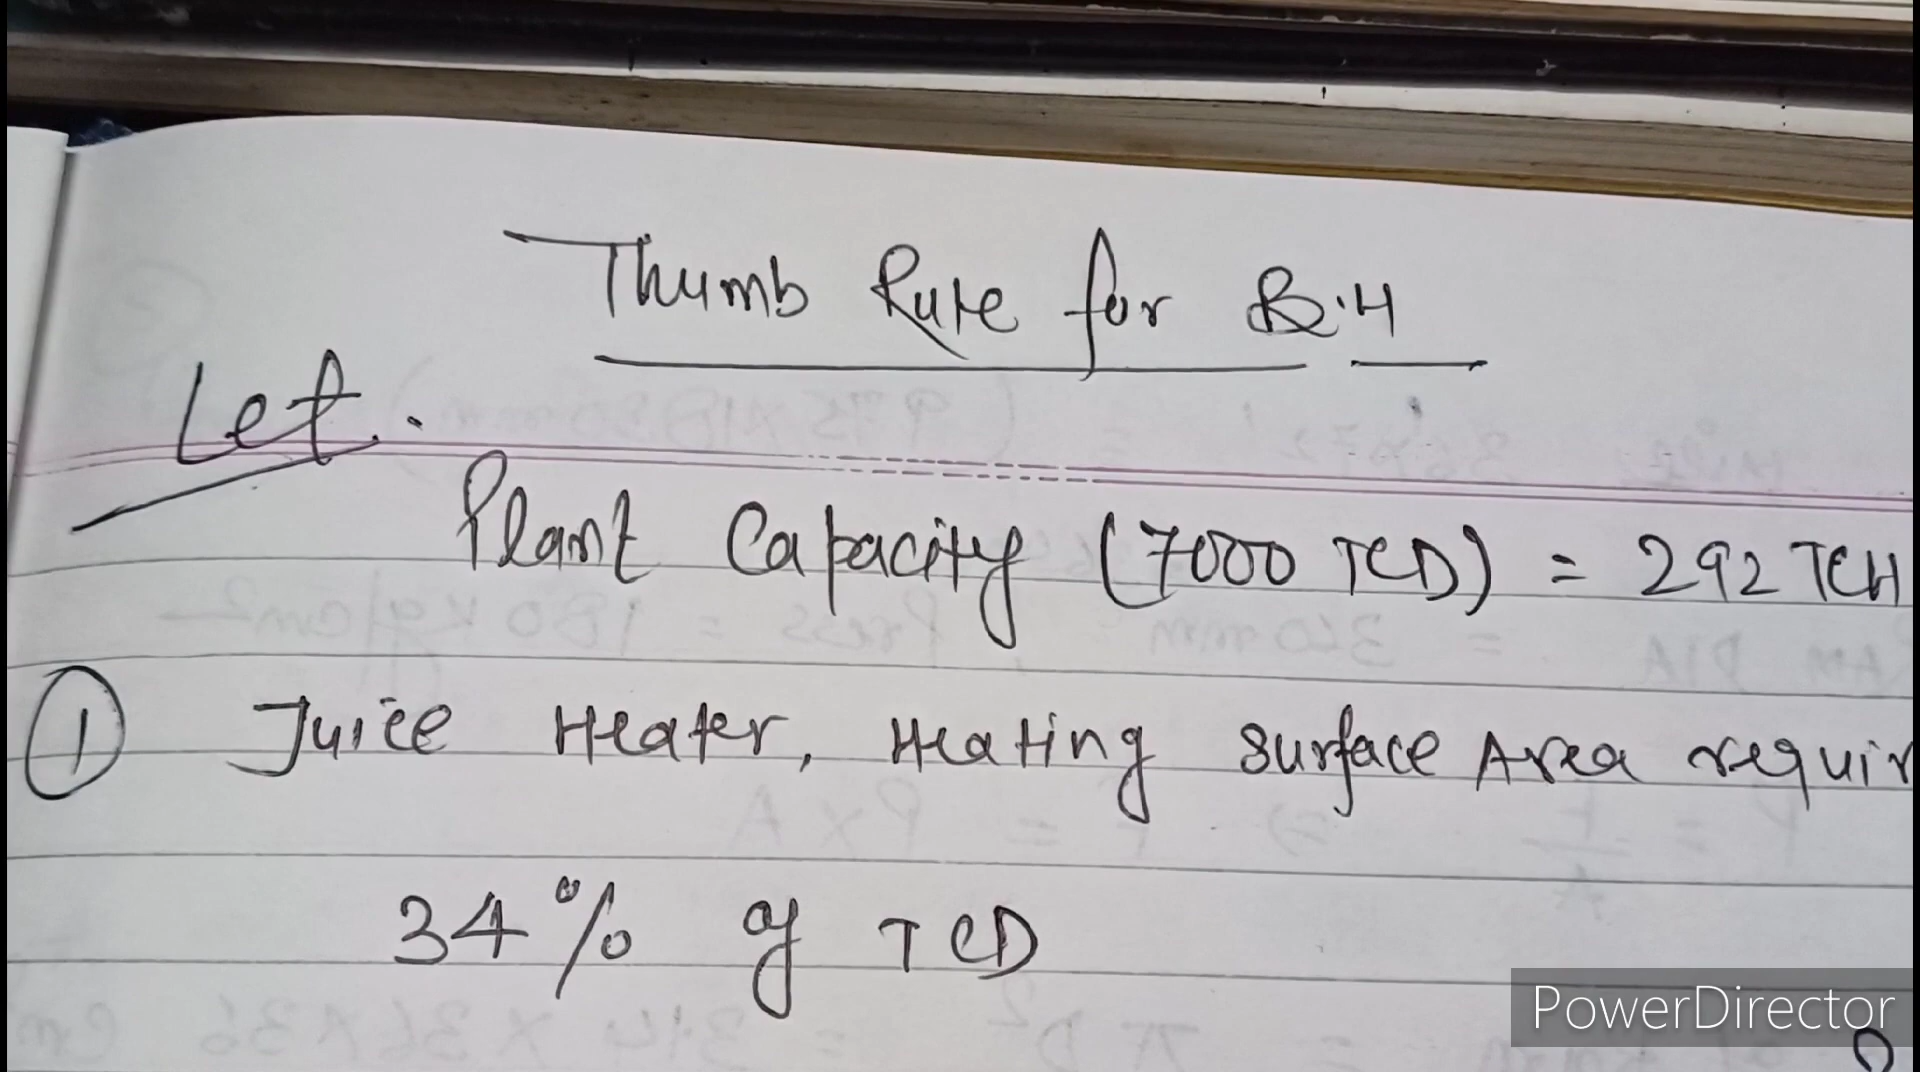 Thumb Rule for B.H
Let.
Plant Capacity (7000 TCD) = 292 TCH
① Juice Heater, Heating Surface Area requir
34% of TCD
PowerDirector